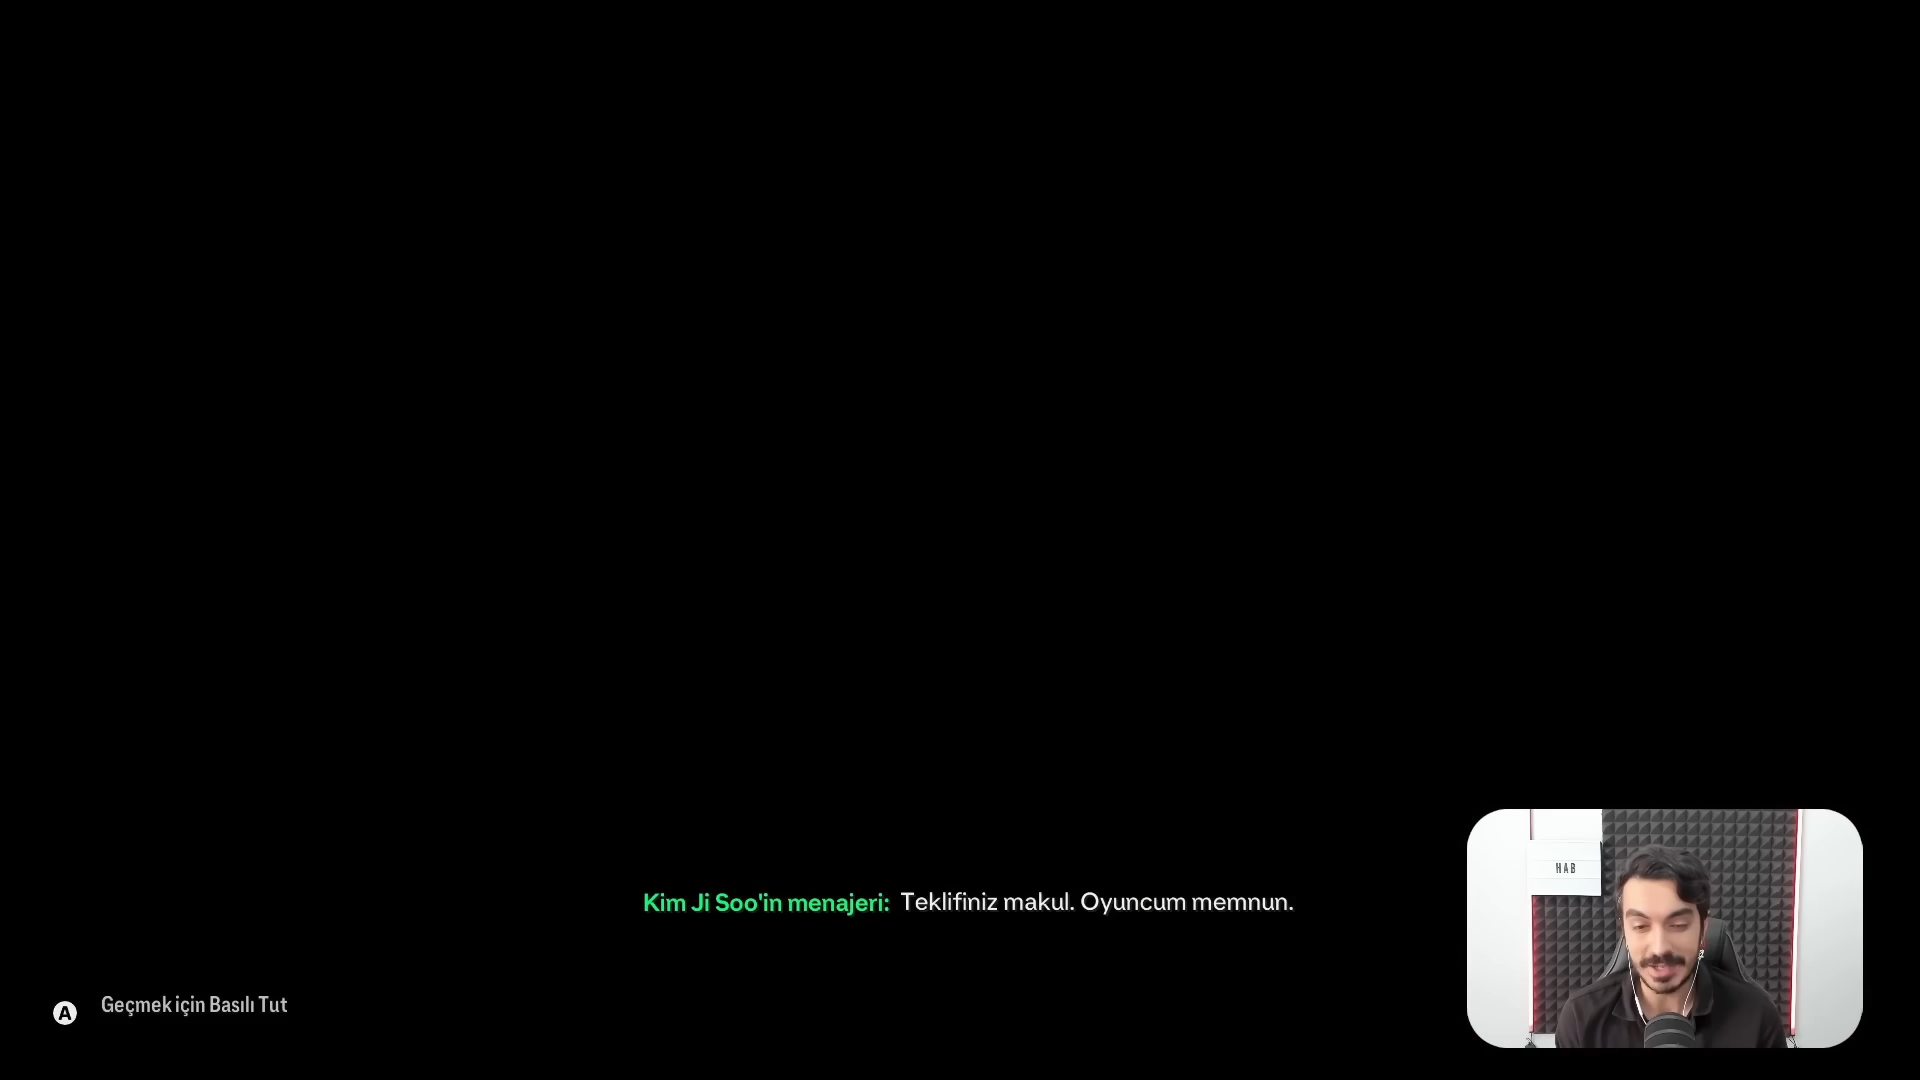 HAB
Kim Ji Soo'in menajeri: Teklifiniz makul. Oyuncum memnun.
A Geçmek için Basılı Tut